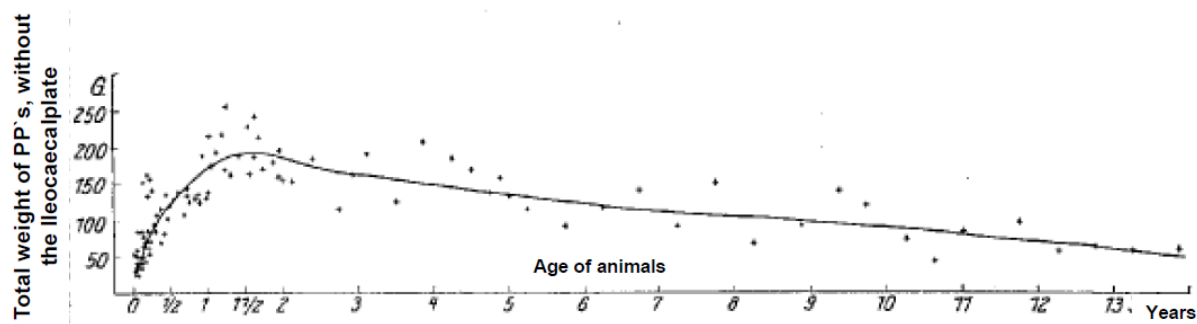 Total weight of PP`s, without
the Ileocaecalplate
G.
250
200
150
100
50
Age of animals
0 1/2 1 1 1/2 2 3 4 5 6 7 8 9 10 11 12 13 Years